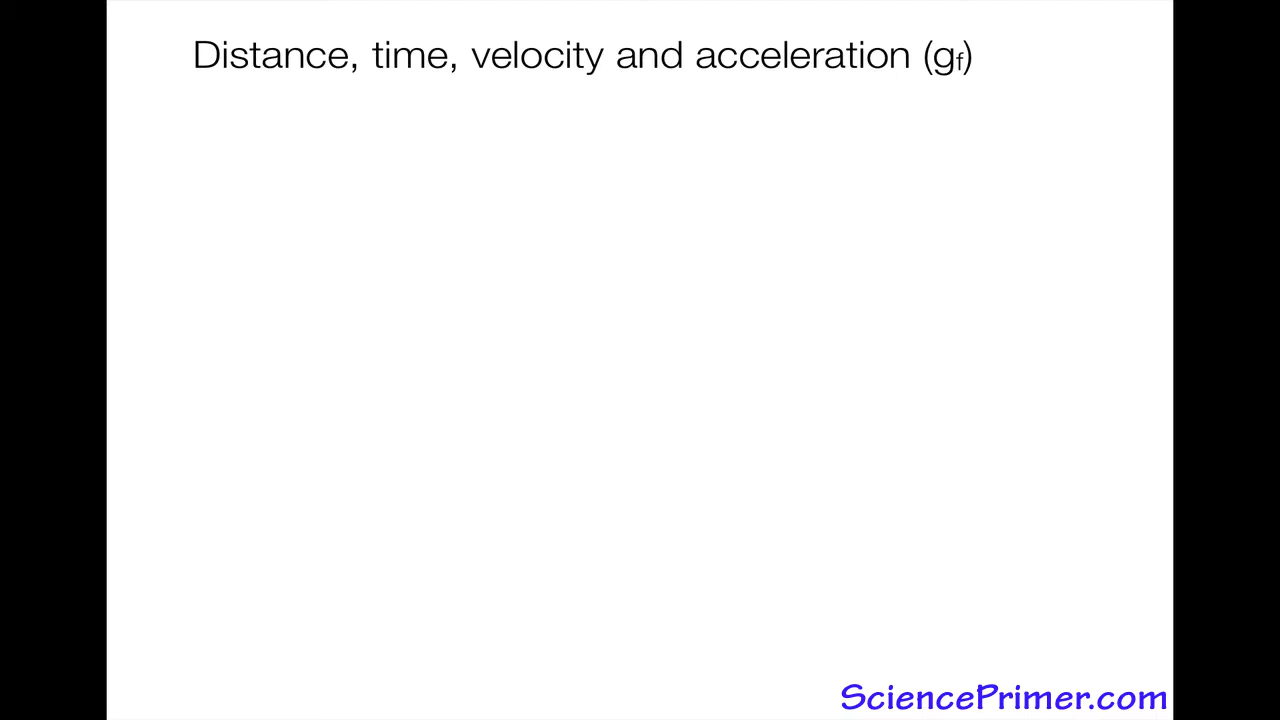 Distance, time, velocity and acceleration (gf)
SciencePrimer.com